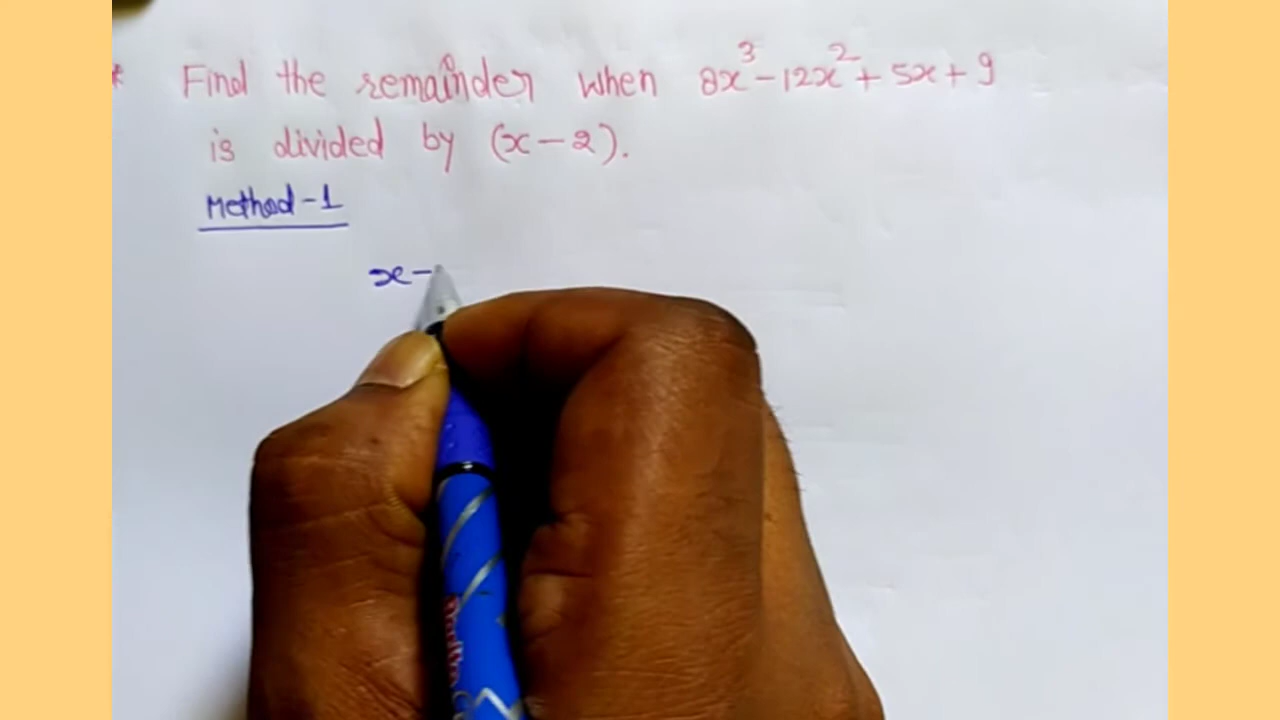 Find the remainder when 8x³-12x²+5x+9
is divided by (x-2).
Method-1
x-